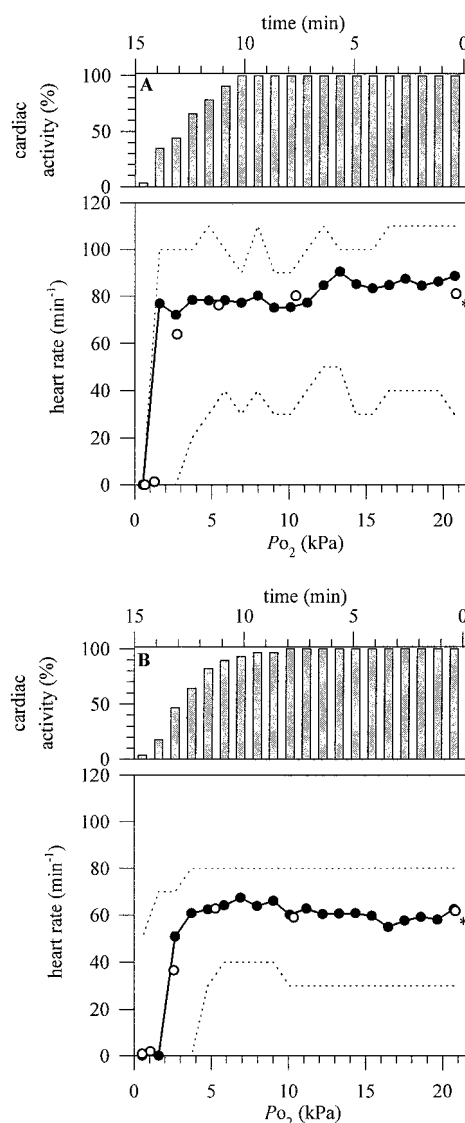 time (min)
15 10 5 0
A
100
50
0
cardiac
activity (%)
120
100
80
60
40
20
0
heart rate (min⁻¹)
*
0 5 10 15 20
Po₂ (kPa)
time (min)
15 10 5 0
B
100
50
0
cardiac
activity (%)
120
100
80
60
40
20
0
heart rate (min⁻¹)
*
0 5 10 15 20
Po₂ (kPa)